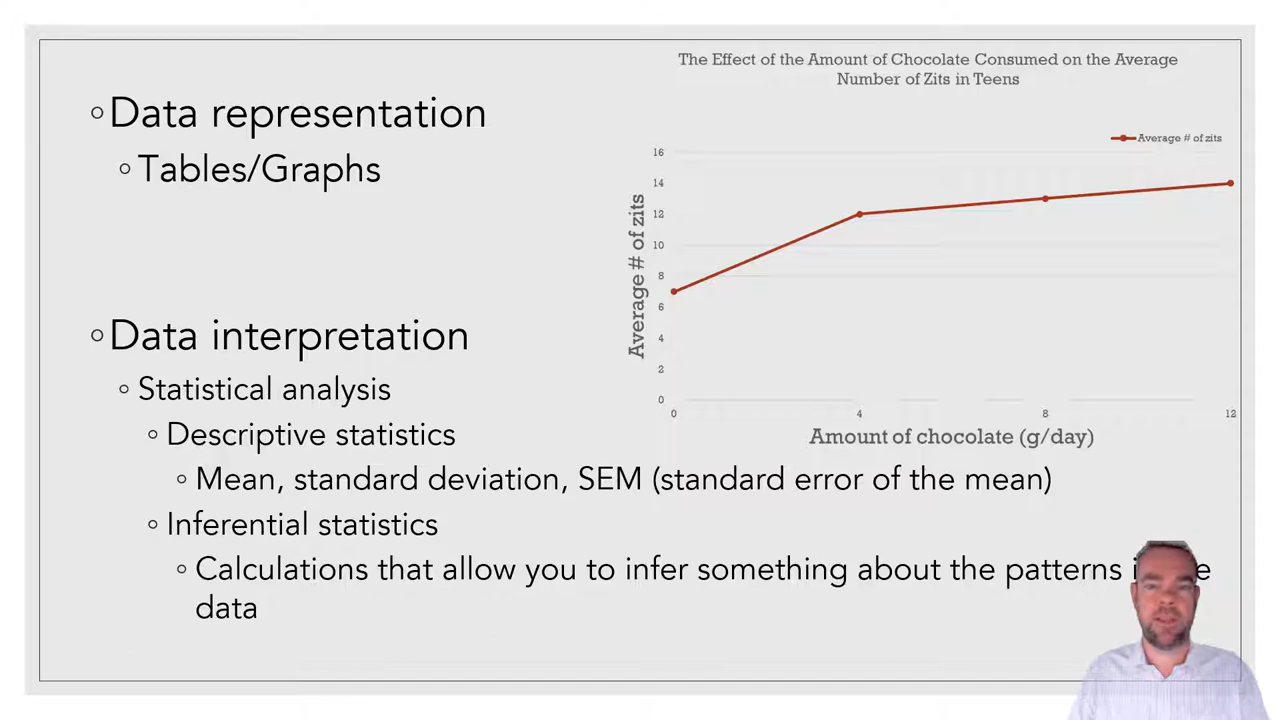 The Effect of the Amount of Chocolate Consumed on the Average
Number of Zits in Teens
◦Data representation
◦Tables/Graphs
Average # of zits
16
14
12
10
8
6
4
2
0
Average # of zits
0 4 8 12
Amount of chocolate (g/day)
◦Data interpretation
◦Statistical analysis
◦Descriptive statistics
◦Mean, standard deviation, SEM (standard error of the mean)
◦Inferential statistics
◦Calculations that allow you to infer something about the patterns
data